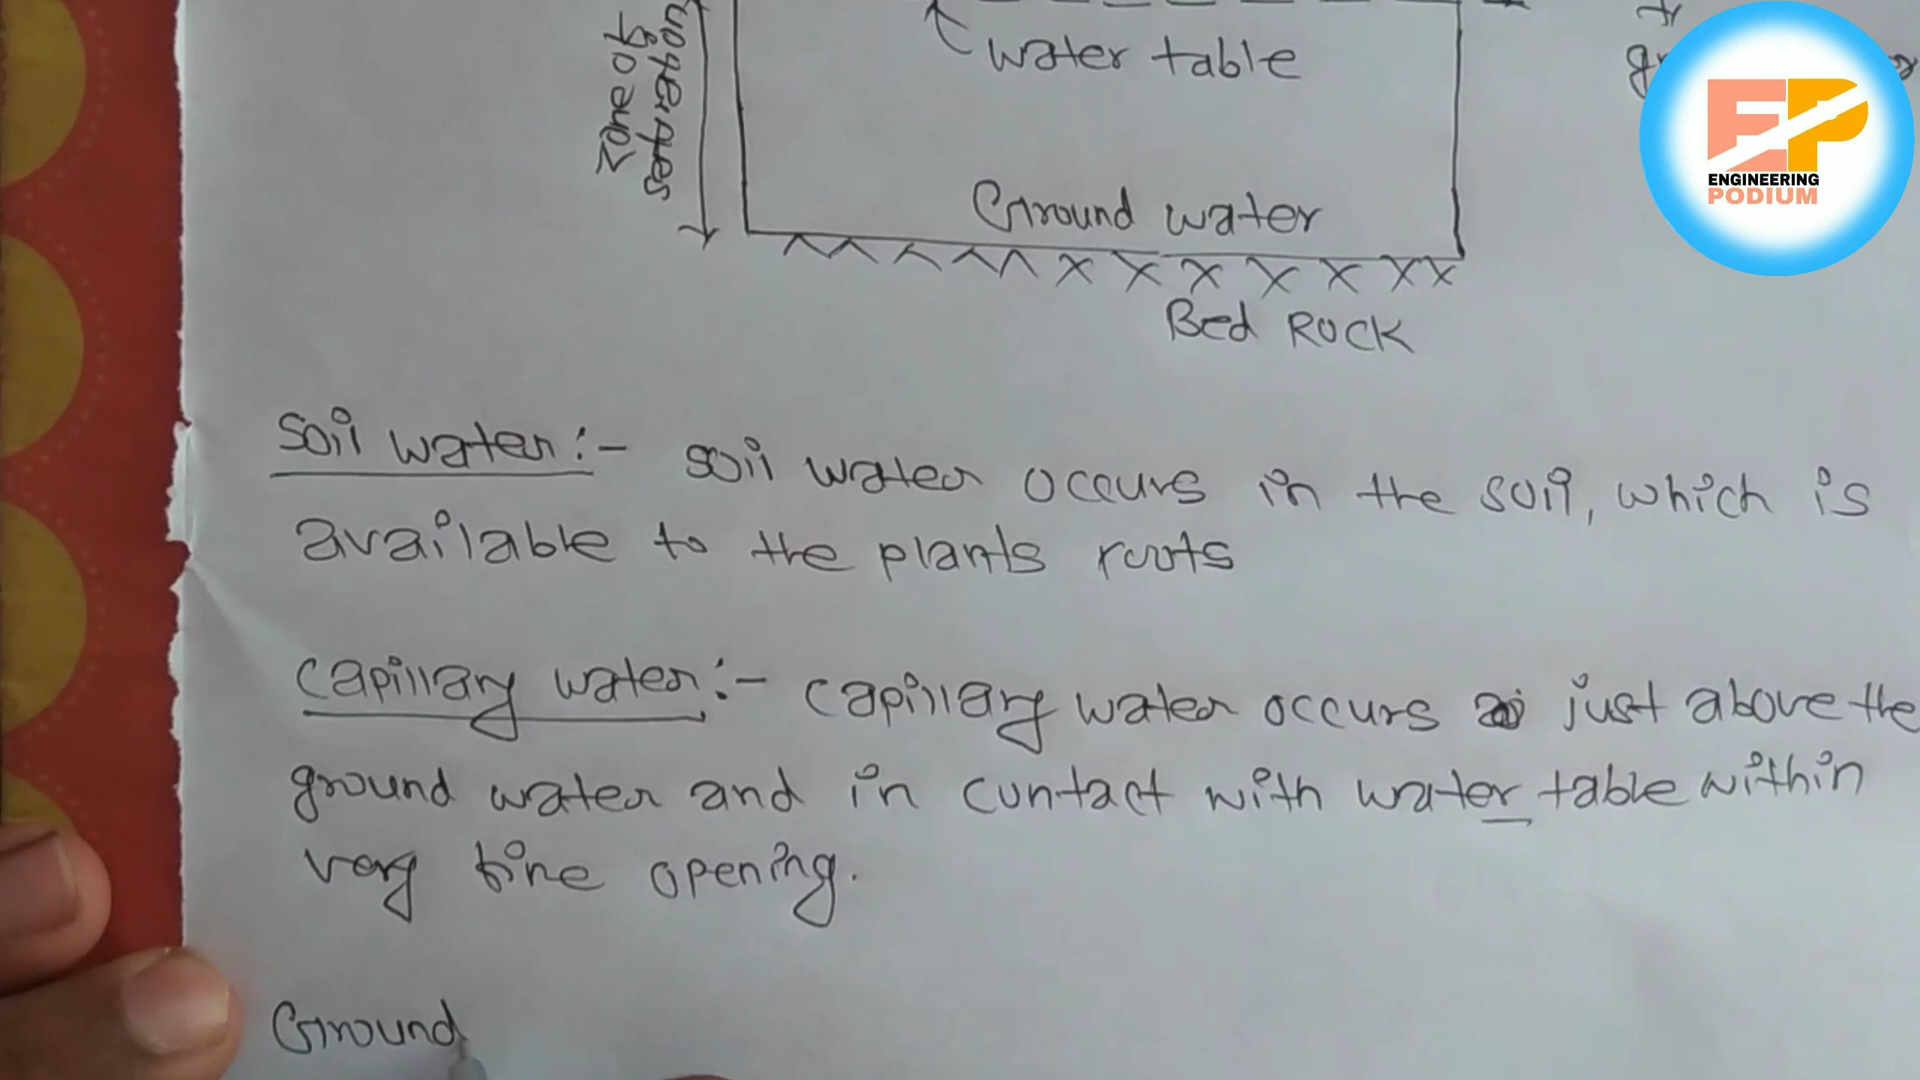 water table
Zone of
Ground water
Bed Rock
ENGINEERING
PODIUM
Soil water :- Soil water occurs in the soil, which is
available to the plants roots
Capillary water :- Capillary water occurs just above the
ground water and in contact with water table within
very fine opening.
Ground